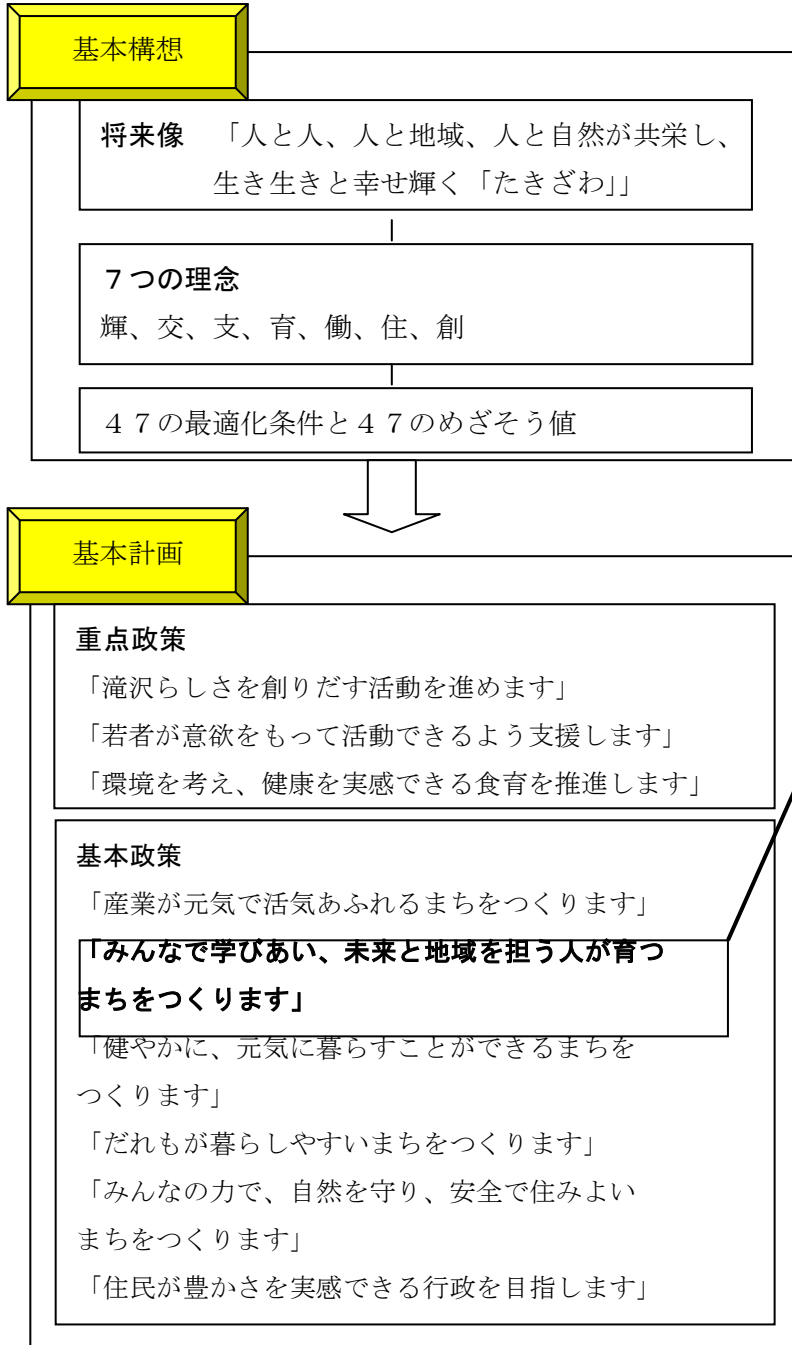 基本構想
将来像　「人と人、人と地域、人と自然が共栄し、
生き生きと幸せ輝く「たきざわ」」
７つの理念
輝、交、支、育、働、住、創
４７の最適化条件と４７のめざそう値
基本計画
重点政策
「滝沢らしさを創りだす活動を進めます」
「若者が意欲をもって活動できるよう支援します」
「環境を考え、健康を実感できる食育を推進します」
基本政策
「産業が元気で活気あふれるまちをつくります」
「みんなで学びあい、未来と地域を担う人が育つ
まちをつくります」
「健やかに、元気に暮らすことができるまちを
つくります」
「だれもが暮らしやすいまちをつくります」
「みんなの力で、自然を守り、安全で住みよい
まちをつくります」
「住民が豊かさを実感できる行政を目指します」